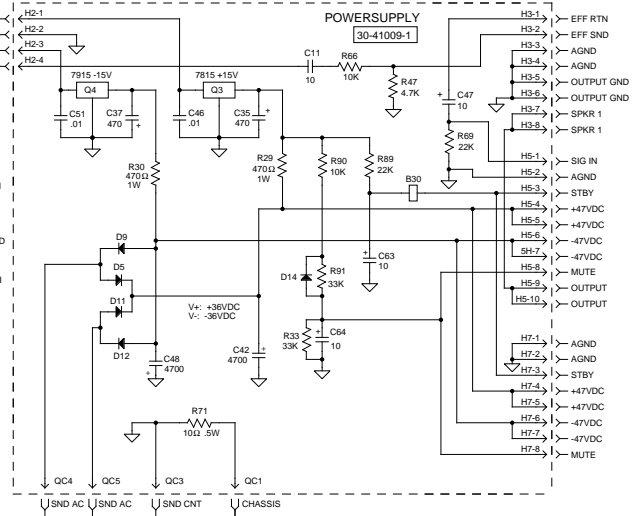 H2-1
H2-2
H2-3
H2-4
POWERSUPPLY
30-41009-1
7915 -15V
Q4
7815 +15V
Q3
C51
.01
C37
470
+
C46
.01
C35
470
+
C11
10
R66
10K
R47
4.7K
+
C47
10
R69
22K
R30
470Ω
1W
R29
470Ω
1W
R90
10K
R89
22K
B30
D9
D5
D11
D12
V+: +36VDC
V-: -36VDC
D14
R91
33K
+
C63
10
R33
33K
+
C64
10
+
C48
4700
C42
4700
+
R71
10Ω .5W
QC4
QC5
QC3
QC1
SND AC
SND AC
SND CNT
CHASSIS
H3-1 EFF RTN
H3-2 EFF SND
H3-3 AGND
H3-4 AGND
H3-5 OUTPUT GND
H3-6 OUTPUT GND
H3-7 SPKR 1
H3-8 SPKR 1
H5-1 SIG IN
H5-2 AGND
H5-3 STBY
H5-4 +47VDC
H5-5 +47VDC
H5-6 -47VDC
5H-7 -47VDC
H5-8 MUTE
H5-9 OUTPUT
H5-10 OUTPUT
H7-1 AGND
H7-2 AGND
H7-3 STBY
H7-4 +47VDC
H7-5 +47VDC
H7-6 -47VDC
H7-7 -47VDC
H7-8 MUTE